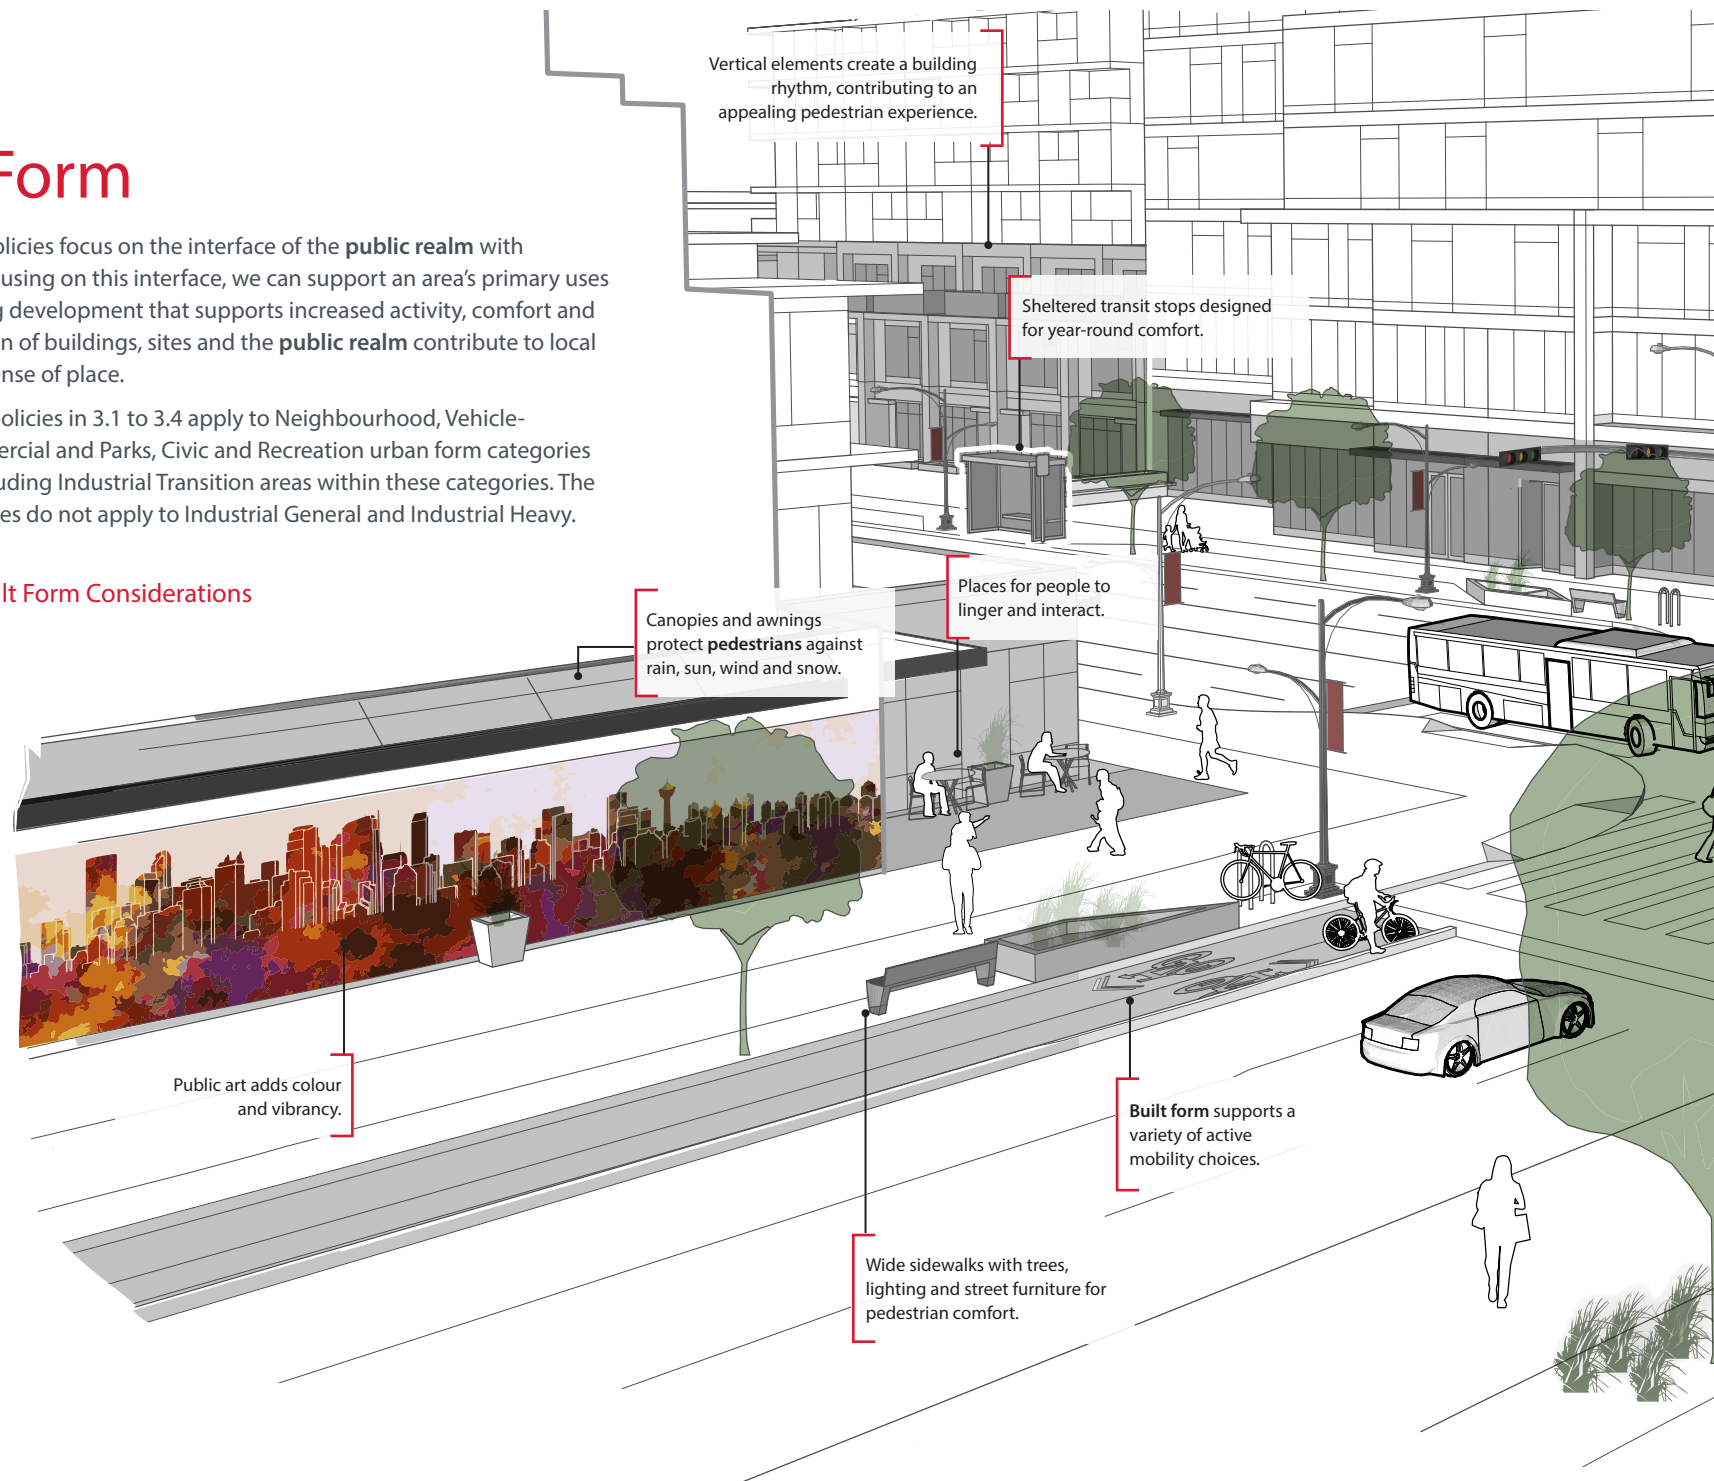 Form
licies focus on the interface of the public realm with
using on this interface, we can support an area's primary uses
g development that supports increased activity, comfort and
n of buildings, sites and the public realm contribute to local
ense of place.
olicies in 3.1 to 3.4 apply to Neighbourhood, Vehicle-
ercial and Parks, Civic and Recreation urban form categories
uding Industrial Transition areas within these categories. The
es do not apply to Industrial General and Industrial Heavy.
lt Form Considerations
Vertical elements create a building
rhythm, contributing to an
appealing pedestrian experience.
Sheltered transit stops designed
for year-round comfort.
Places for people to
linger and interact.
Canopies and awnings
protect pedestrians against
rain, sun, wind and snow.
Public art adds colour
and vibrancy.
Built form supports a
variety of active
mobility choices.
Wide sidewalks with trees,
lighting and street furniture for
pedestrian comfort.